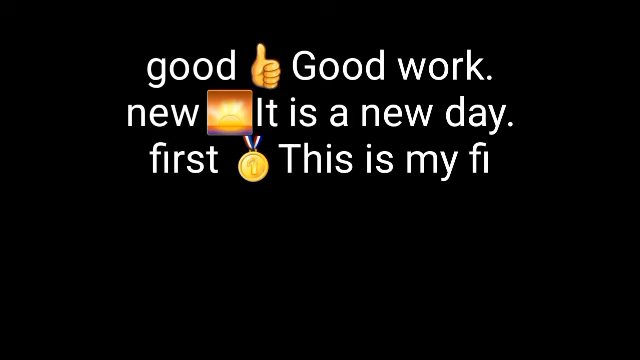 good 👍 Good work.
new 🌅 It is a new day.
first 🥇 This is my fi